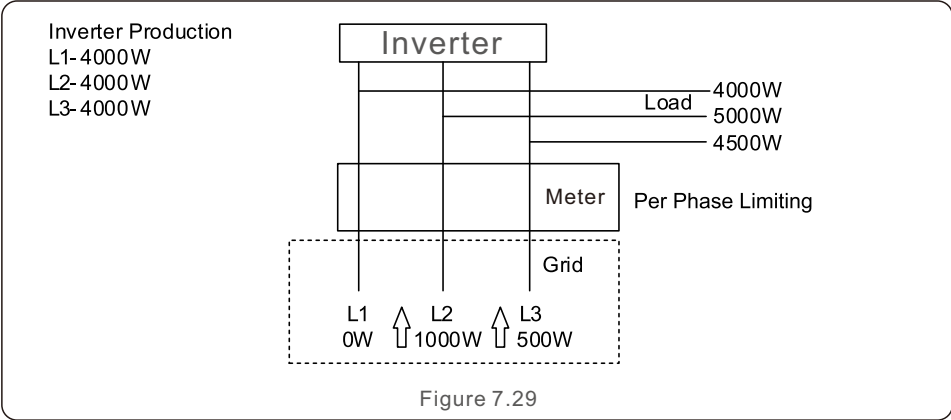 Inverter Production
L1-4000W
L2-4000W
L3-4000W
Inverter
4000W
Load
5000W
4500W
Meter
Per Phase Limiting
Grid
L1 L2 L3
0W 1000W 500W
Figure 7.29